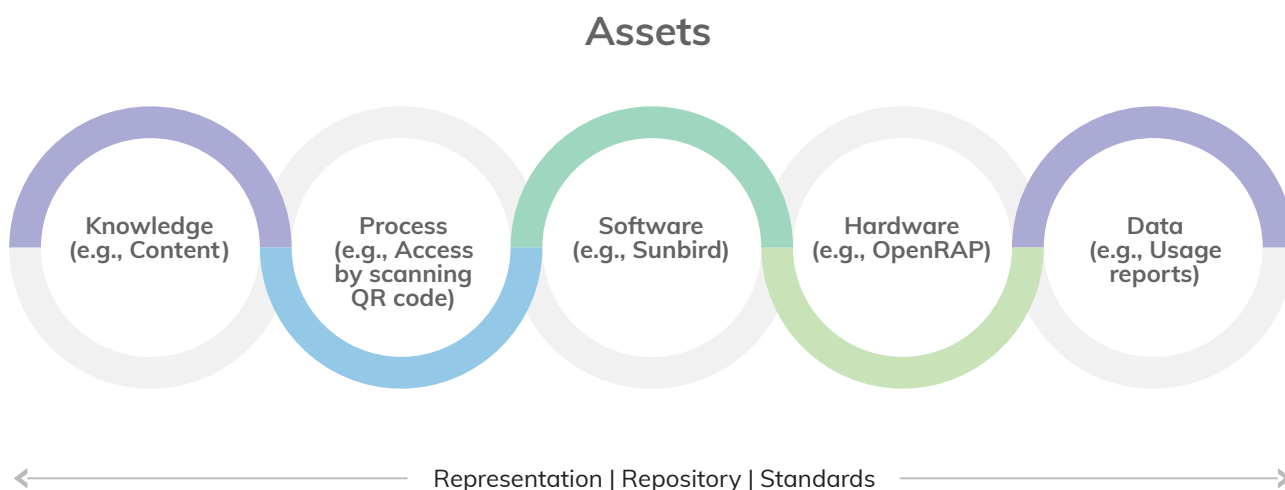 Assets
Knowledge
(e.g., Content)
Process
(e.g., Access
by scanning
QR code)
Software
(e.g., Sunbird)
Hardware
(e.g., OpenRAP)
Data
(e.g., Usage
reports)
Representation | Repository | Standards